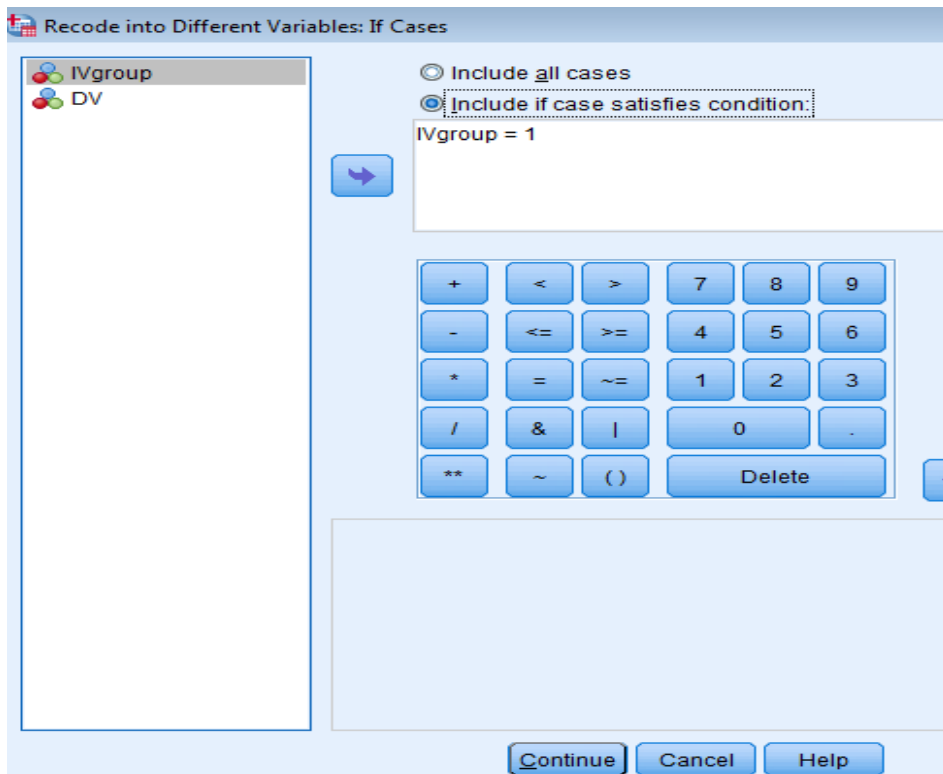 Recode into Different Variables: If Cases
IVgroup
DV
Include all cases
Include if case satisfies condition:
IVgroup = 1
+ < > 7 8 9
- <= >= 4 5 6
* = ~= 1 2 3
/ & | 0 .
** ~ ( ) Delete
Continue Cancel Help